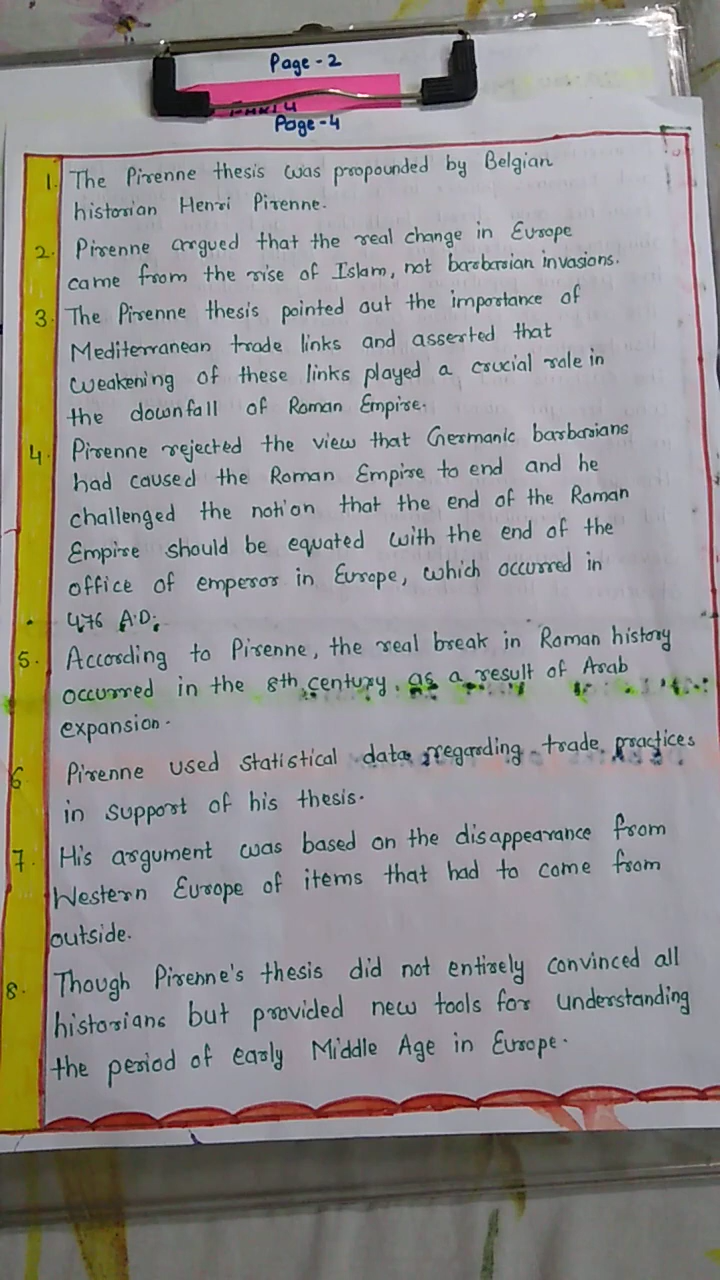 Page-2
Page-4
1. The Pirenne thesis was propounded by Belgian
historian Henri Pirenne.
2. Pirenne argued that the real change in Europe
came from the rise of Islam, not barbarian invasions.
3. The Pirenne thesis pointed out the importance of
Mediterranean trade links and asserted that
weakening of these links played a crucial role in
the downfall of Roman Empire.
4. Pirenne rejected the view that Germanic barbarians
had caused the Roman Empire to end and he
challenged the notion that the end of the Roman
Empire should be equated with the end of the
office of emperor in Europe, which occurred in
476 A.D.
5. According to Pirenne, the real break in Roman history
occurred in the 8th century as a result of Arab
expansion.
6 Pirenne used statistical data regarding trade practices
in support of his thesis.
7. His argument was based on the disappearance from
Western Europe of items that had to come from
outside.
8. Though Pirenne's thesis did not entirely convinced all
historians but provided new tools for understanding
the period of early Middle Age in Europe.